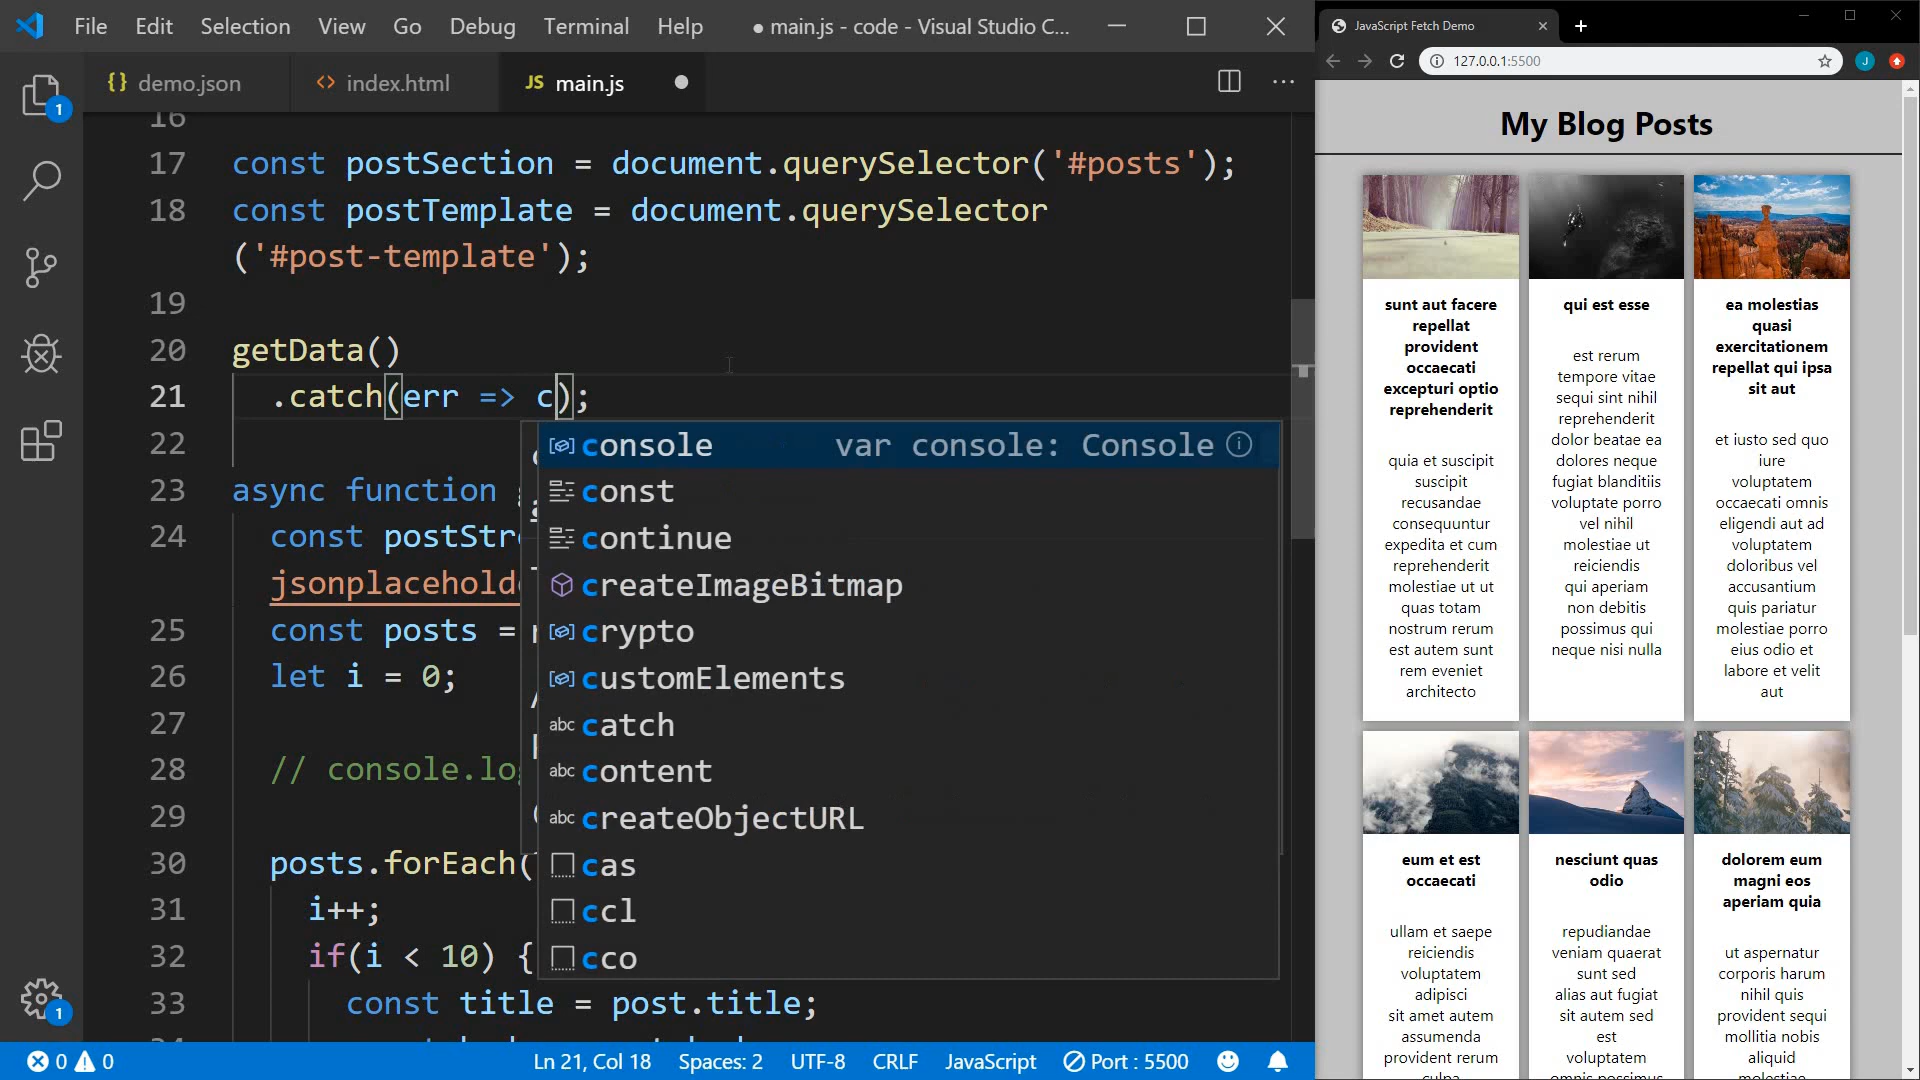 File Edit Selection View Go Debug Terminal Help ● main.js - code - Visual Studio C...
demo.json index.html JS main.js
1
16
17 const postSection = document.querySelector('#posts');
18 const postTemplate = document.querySelector
('#post-template');
19
20 getData()
21 .catch(err => c);
22
23 async function
24 const postStr
jsonplacehold
25 const posts =
26 let i = 0;
27
28 // console.lo
29
30 posts.forEach(
31 i++;
32 if(i < 10) {
33 const title = post.title;
console var console: Console
const
continue
createImageBitmap
crypto
customElements
abc catch
abc content
abc createObjectURL
cas
ccl
cco
1
0 0 Ln 21, Col 18 Spaces: 2 UTF-8 CRLF JavaScript Port : 5500
JavaScript Fetch Demo
127.0.0.1:5500 J
My Blog Posts
sunt aut facere
repellat
provident
occaecati
excepturi optio
reprehenderit
quia et suscipit
suscipit
recusandae
consequuntur
expedita et cum
reprehenderit
molestiae ut ut
quas totam
nostrum rerum
est autem sunt
rem eveniet
architecto
qui est esse
est rerum
tempore vitae
sequi sint nihil
reprehenderit
dolor beatae ea
dolores neque
fugiat blanditiis
voluptate porro
vel nihil
molestiae ut
reiciendis
qui aperiam
non debitis
possimus qui
neque nisi nulla
ea molestias
quasi
exercitationem
repellat qui ipsa
sit aut
et iusto sed quo
iure
voluptatem
occaecati omnis
eligendi aut ad
voluptatem
doloribus vel
accusantium
quis pariatur
molestiae porro
eius odio et
labore et velit
aut
eum et est
occaecati
ullam et saepe
reiciendis
voluptatem
adipisci
sit amet autem
assumenda
provident rerum
culpa
nesciunt quas
odio
repudiandae
veniam quaerat
sunt sed
alias aut fugiat
sit autem sed
est
voluptatem
omnis possimus
dolorem eum
magni eos
aperiam quia
ut aspernatur
corporis harum
nihil quis
provident sequi
mollitia nobis
aliquid
molestiae